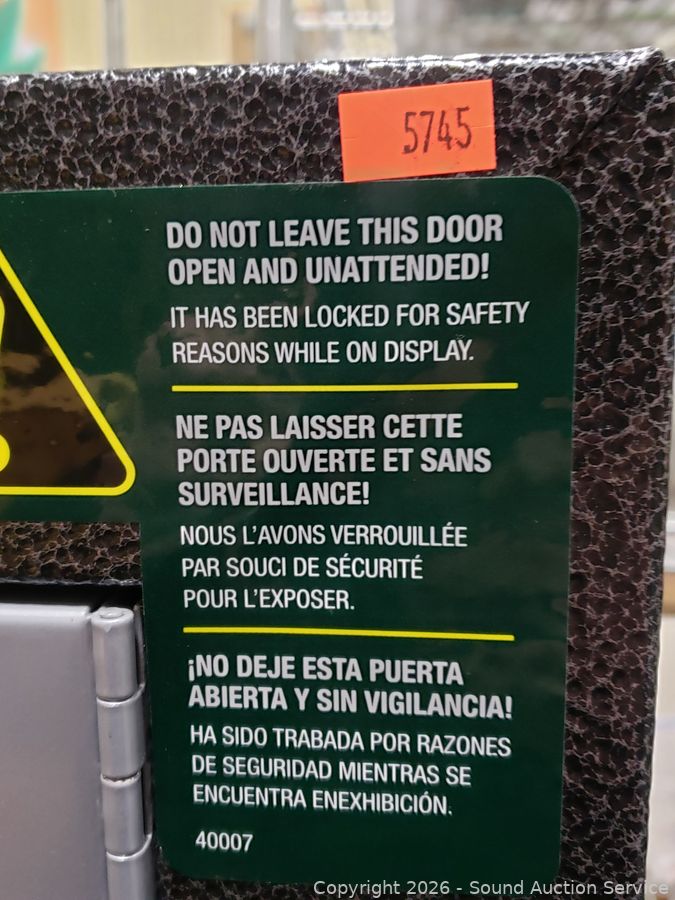 5745
DO NOT LEAVE THIS DOOR
OPEN AND UNATTENDED!
IT HAS BEEN LOCKED FOR SAFETY
REASONS WHILE ON DISPLAY.
NE PAS LAISSER CETTE
PORTE OUVERTE ET SANS
SURVEILLANCE!
NOUS L'AVONS VERROUILLÉE
PAR SOUCI DE SÉCURITÉ
POUR L'EXPOSER.
¡NO DEJE ESTA PUERTA
ABIERTA Y SIN VIGILANCIA!
HA SIDO TRABADA POR RAZONES
DE SEGURIDAD MIENTRAS SE
ENCUENTRA ENEXHIBICIÓN.
40007
Copyright 2026 - Sound Auction Service